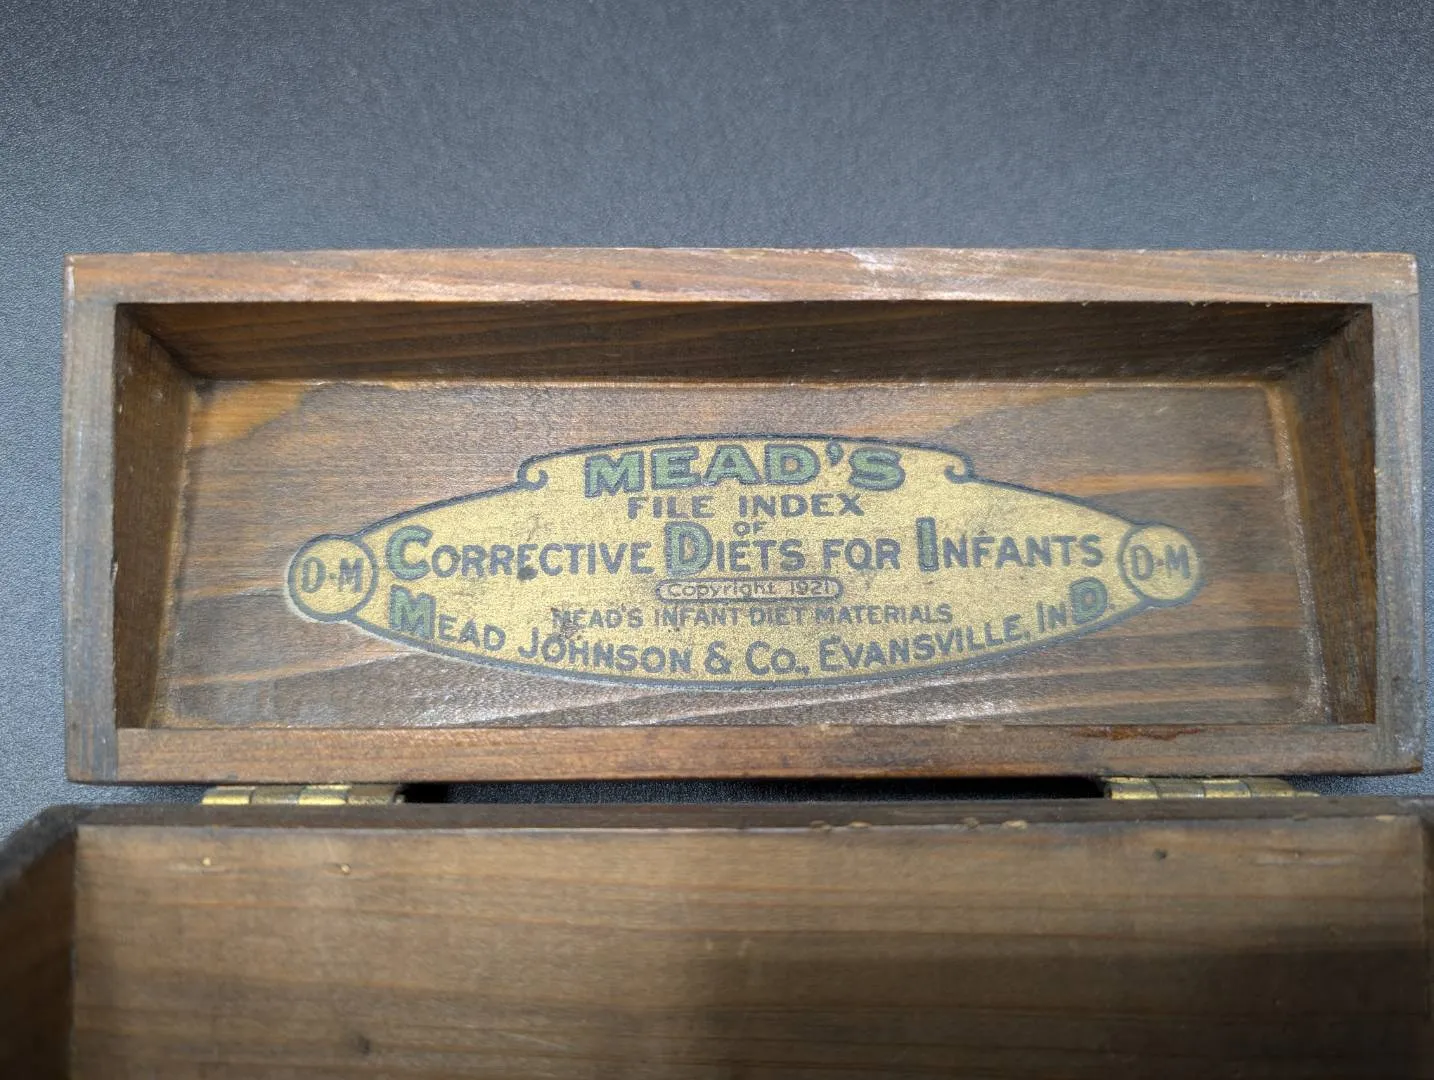 MEAD'S
FILE INDEX
OF
CORRECTIVE DIETS FOR INFANTS
D-M
D-M
Copyright 1921
MEAD'S INFANT DIET MATERIALS
MEAD JOHNSON & CO., EVANSVILLE, IND.